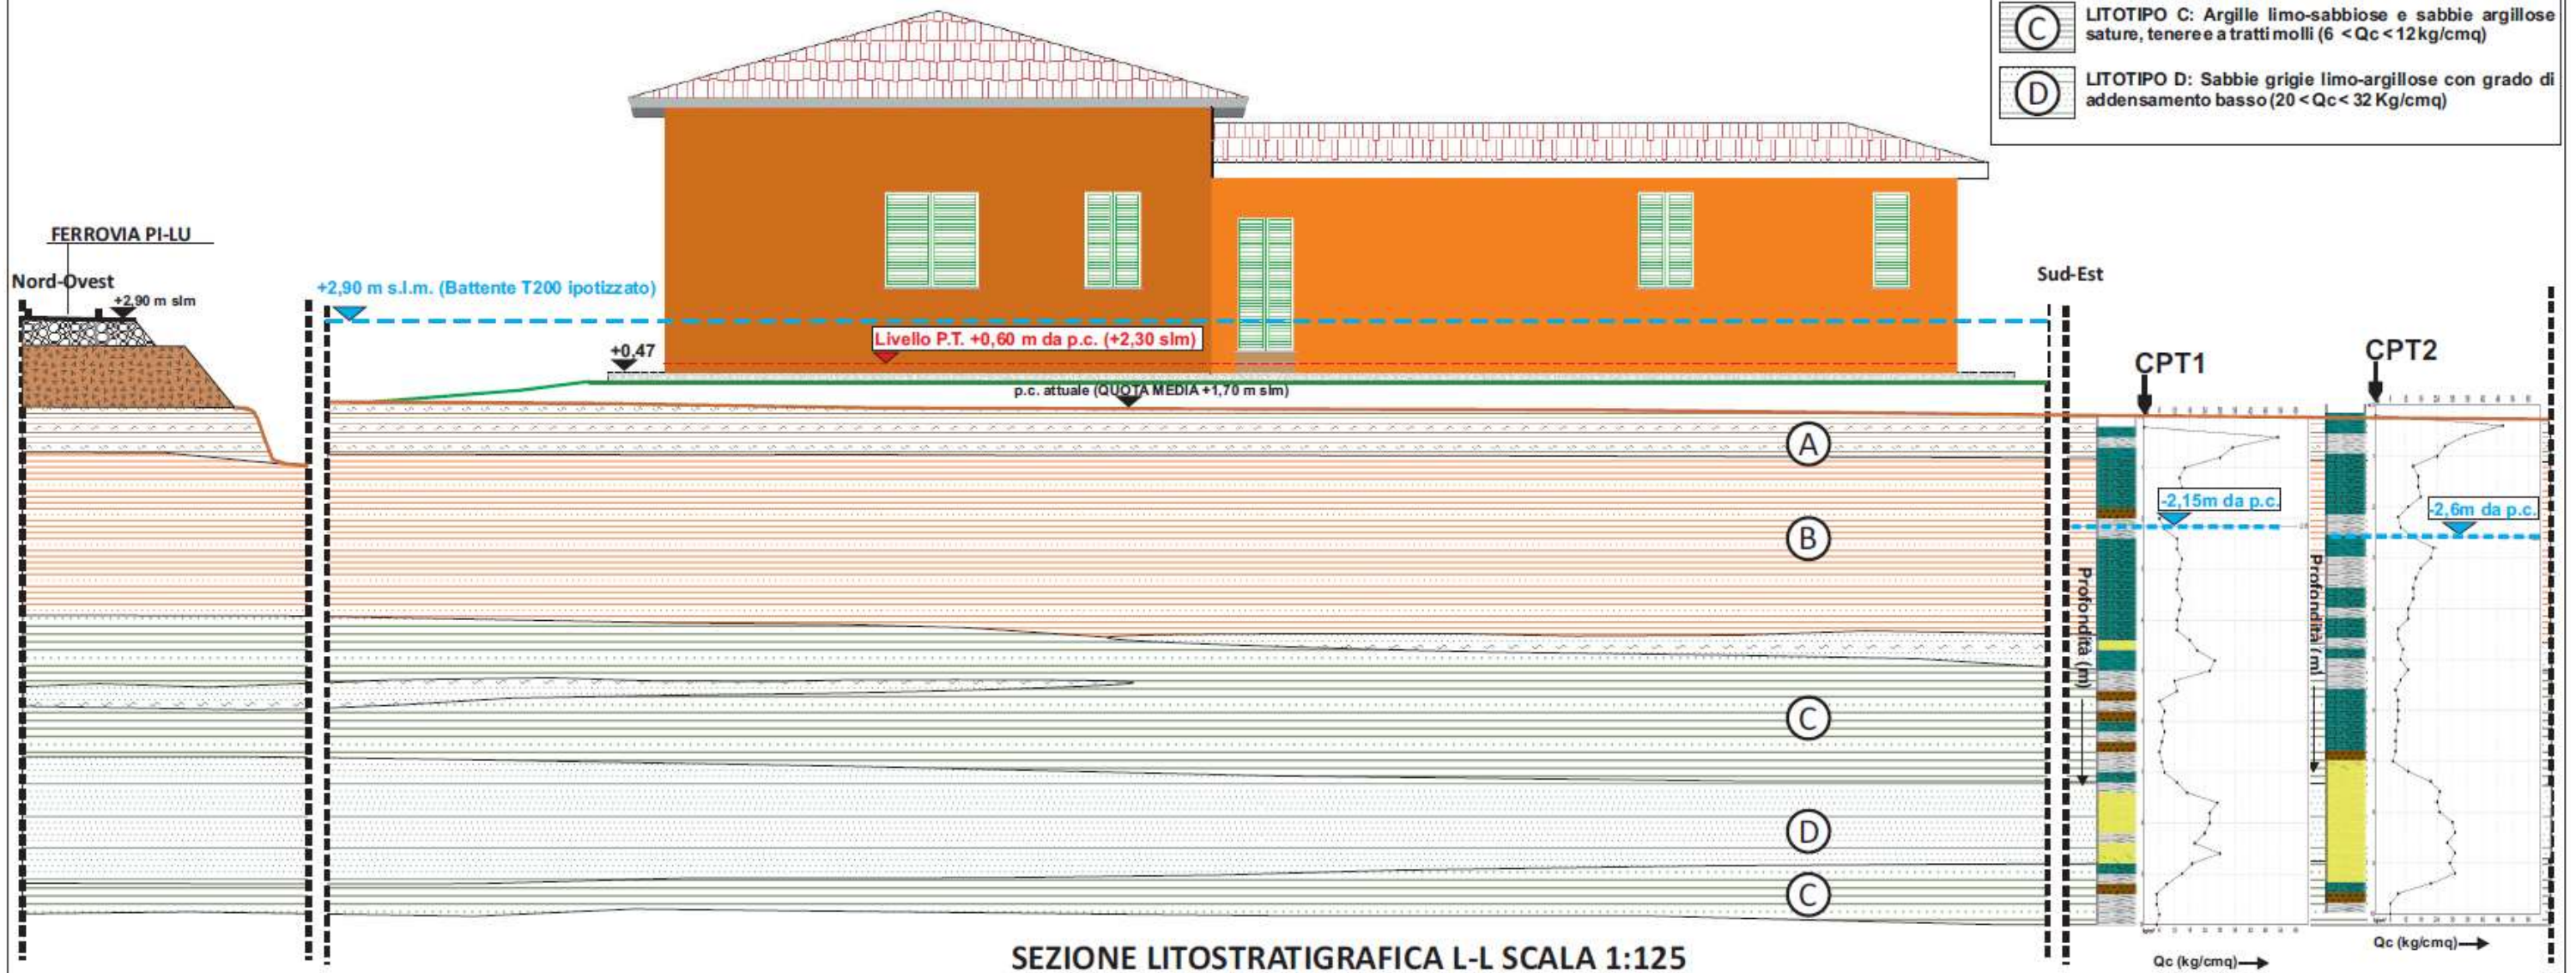 C
LITOTIPO C: Argille limo-sabbiose e sabbie argillose
sature, tenere e a tratti molli (6 < Qc < 12 kg/cmq)
D
LITOTIPO D: Sabbie grigie limo-argillose con grado di
addensamento basso (20 < Qc < 32 Kg/cmq)
FERROVIA PI-LU
Nord-Ovest
+2,90 m slm
+2,90 m s.l.m. (Battente T200 ipotizzato)
Sud-Est
Livello P.T. +0,60 m da p.c. (+2,30 slm)
+0,47
p.c. attuale (QUOTA MEDIA +1,70 m slm)
CPT1
CPT2
A
-2,15m da p.c.
-2,6m da p.c.
B
Profondità (m)
Profondità (m)
C
D
C
Qc (kg/cmq)
Qc (kg/cmq)
SEZIONE LITOSTRATIGRAFICA L-L SCALA 1:125